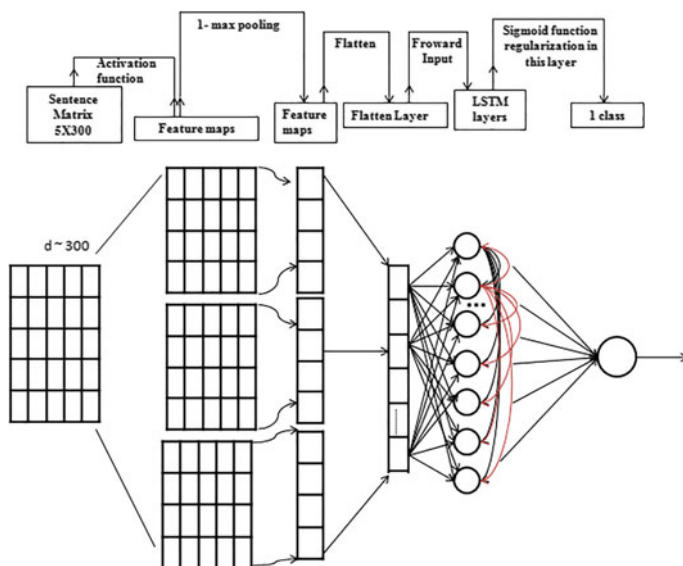 1- max pooling
Sigmoid function
regularization in
this layer
Flatten
Froward
Input
Activation
function
Sentence
Matrix
5X300
Feature maps
Feature
maps
Flatten Layer
LSTM
layers
1 class
d ~ 300